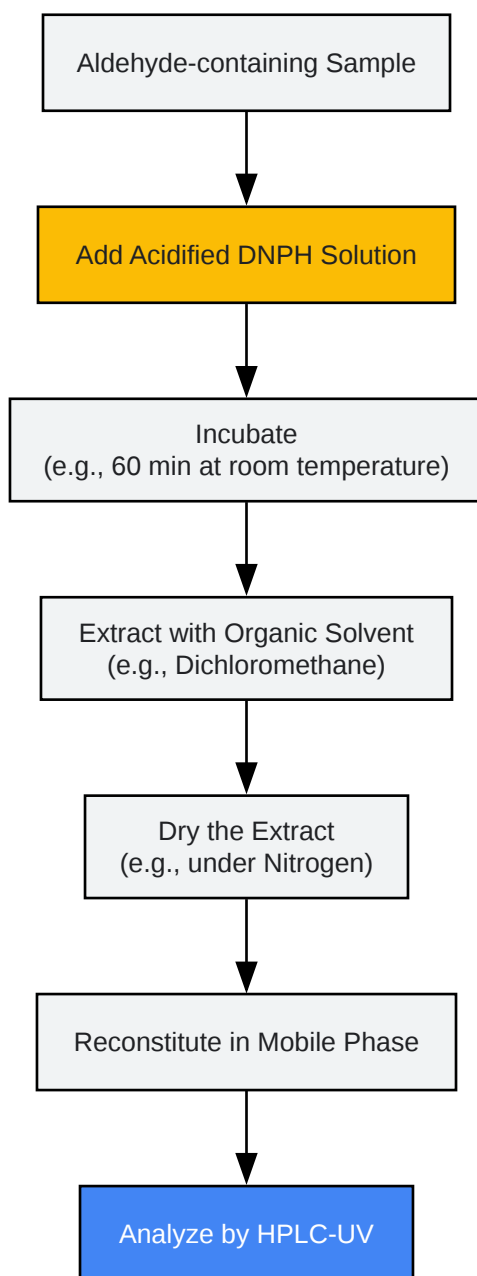 Aldehyde-containing Sample
Add Acidified DNPH Solution
Incubate
(e.g., 60 min at room temperature)
Extract with Organic Solvent
(e.g., Dichloromethane)
Dry the Extract
(e.g., under Nitrogen)
Reconstitute in Mobile Phase
Analyze by HPLC-UV